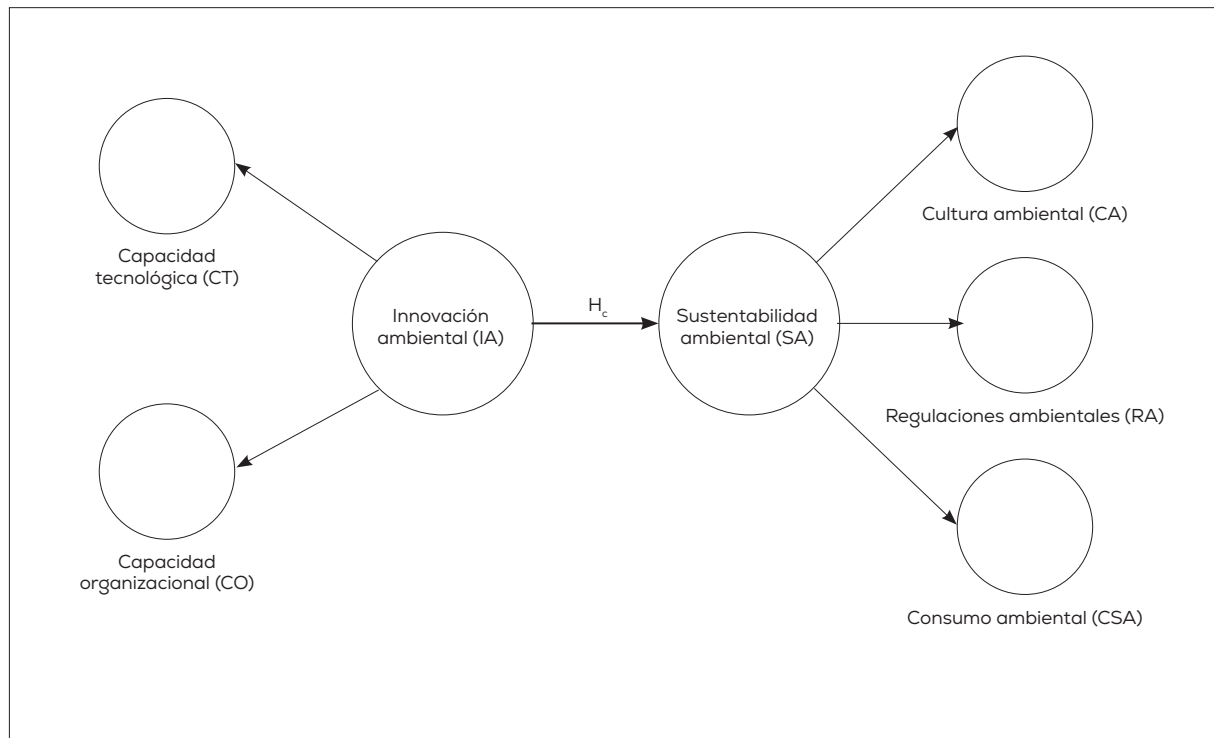 Capacidad
tecnológica (CT)
Capacidad
organizacional (CO)
Innovación
ambiental (IA)
H_c
Sustentabilidad
ambiental (SA)
Cultura ambiental (CA)
Regulaciones ambientales (RA)
Consumo ambiental (CSA)